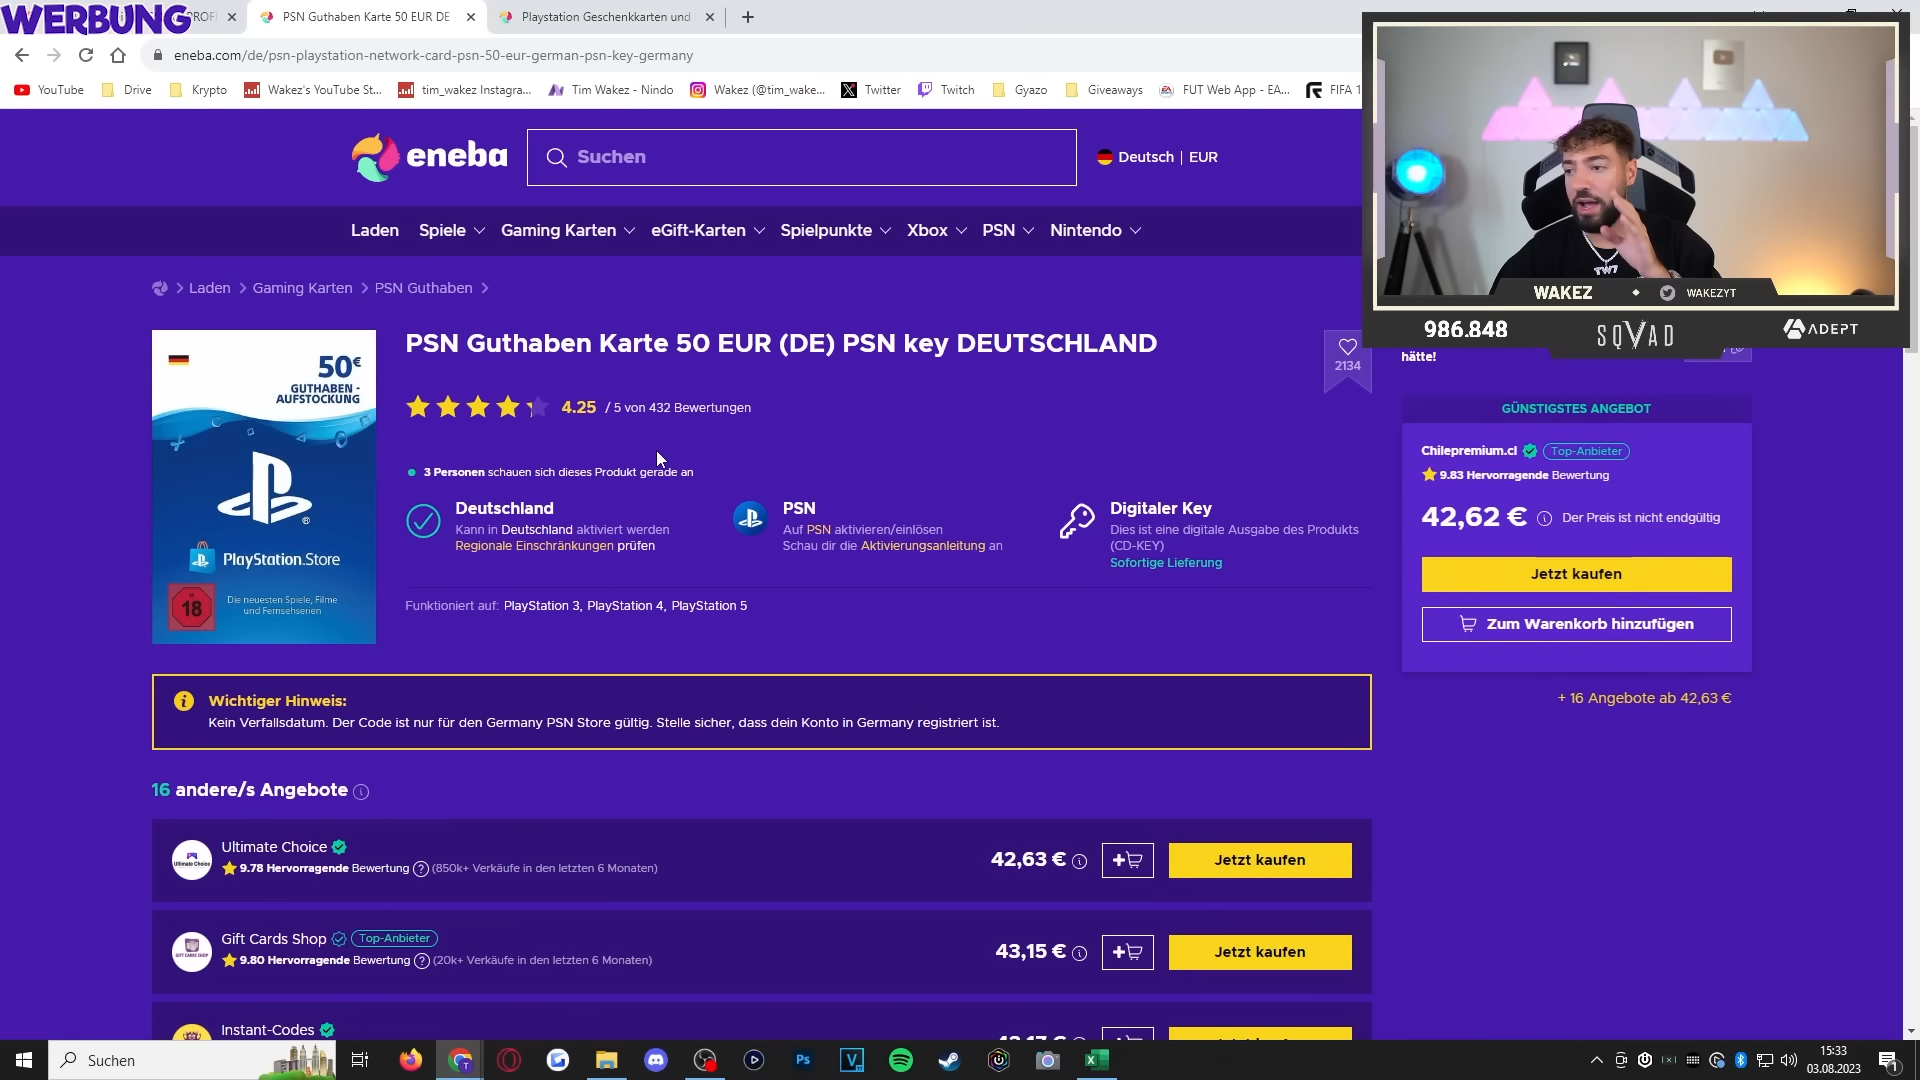 WERBUNG
PROFI
PSN Guthaben Karte 50 EUR DE
Playstation Geschenkkarten und
eneba.com/de/psn-playstation-network-card-psn-50-eur-german-psn-key-germany
YouTube
Drive
Krypto
Wakez's YouTube St...
tim_wakez Instagra...
Tim Wakez - Nindo
Wakez (@tim_wake...
Twitter
Twitch
Gyazo
Giveaways
FUT Web App - EA...
FIFA 1
eneba
Suchen
Deutsch | EUR
Laden
Spiele
Gaming Karten
eGift-Karten
Spielpunkte
Xbox
PSN
Nintendo
WAKEZ
WAKEZYT
986.848
SQVAD
ADEPT
Laden > Gaming Karten > PSN Guthaben >
50€
GUTHABEN -
AUFSTOCKUNG
PlayStation.Store
18
Die neuesten Spiele, Filme
und Fernsehserien
PSN Guthaben Karte 50 EUR (DE) PSN key DEUTSCHLAND
2134
4.25 / 5 von 432 Bewertungen
3 Personen schauen sich dieses Produkt gerade an
Deutschland
Kann in Deutschland aktiviert werden
Regionale Einschränkungen prüfen
PSN
Auf PSN aktivieren/einlösen
Schau dir die Aktivierungsanleitung an
Digitaler Key
Dies ist eine digitale Ausgabe des Produkts
(CD-KEY)
Sofortige Lieferung
Funktioniert auf: PlayStation 3, PlayStation 4, PlayStation 5
hätte!
GÜNSTIGSTES ANGEBOT
Chilepremium.cl Top-Anbieter
9.83 Hervorragende Bewertung
42,62 € Der Preis ist nicht endgültig
Jetzt kaufen
Zum Warenkorb hinzufügen
+ 16 Angebote ab 42,63 €
Wichtiger Hinweis:
Kein Verfallsdatum. Der Code ist nur für den Germany PSN Store gültig. Stelle sicher, dass dein Konto in Germany registriert ist.
16 andere/s Angebote
Ultimate Choice
9.78 Hervorragende Bewertung (850k+ Verkäufe in den letzten 6 Monaten)
42,63 €
Jetzt kaufen
Gift Cards Shop Top-Anbieter
9.80 Hervorragende Bewertung (20k+ Verkäufe in den letzten 6 Monaten)
43,15 €
Jetzt kaufen
Instant-Codes
Suchen
15:33
03.08.2023